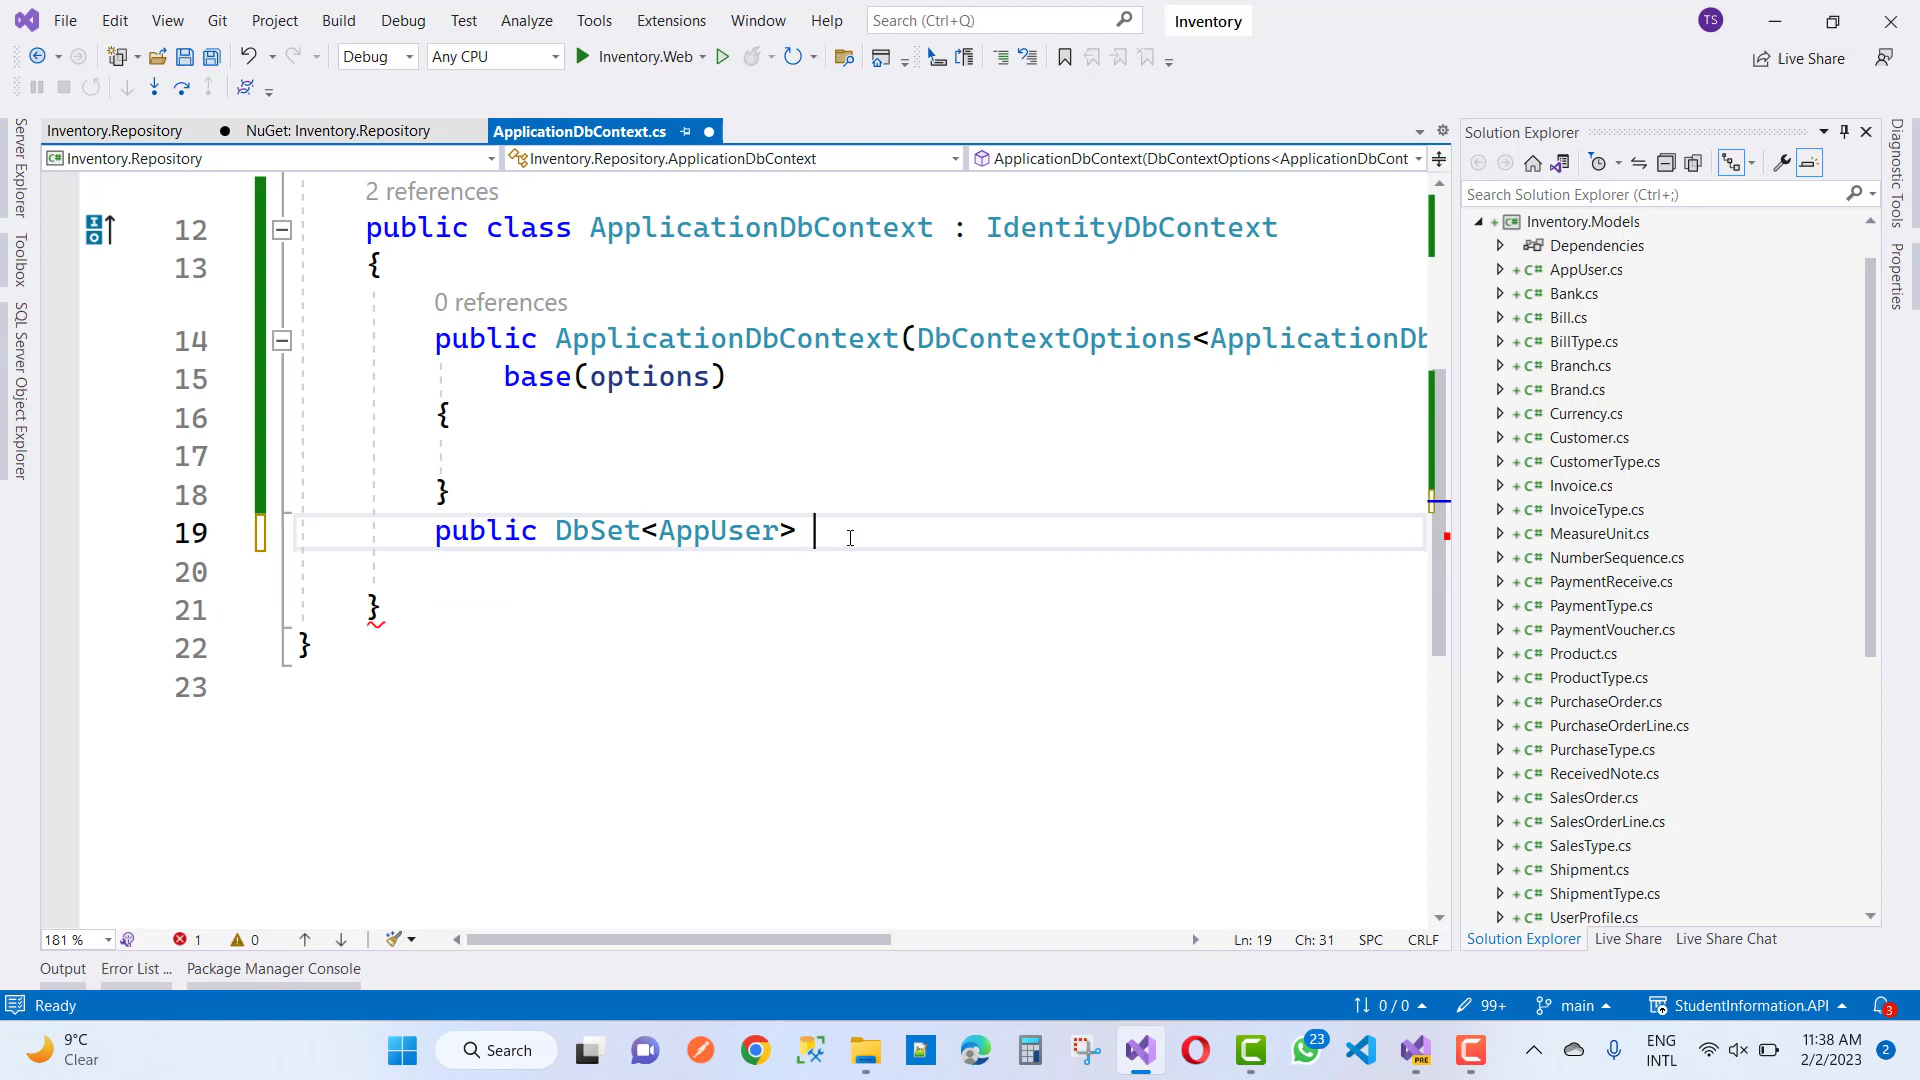 File Edit View Git Project Build Debug Test Analyze Tools Extensions Window Help Search (Ctrl+Q) Inventory TS
Debug Any CPU Inventory.Web Live Share
Inventory.Repository NuGet: Inventory.Repository ApplicationDbContext.cs
Inventory.Repository Inventory.Repository.ApplicationDbContext ApplicationDbContext(DbContextOptions<ApplicationDbCont
Server Explorer
Toolbox
SQL Server Object Explorer
2 references
12 public class ApplicationDbContext : IdentityDbContext
13 {
0 references
14 public ApplicationDbContext(DbContextOptions<ApplicationDb
15 base(options)
16 {
17
18 }
19 public DbSet<AppUser>
20
21 }
22 }
23
181 % 1 0 Ln: 19 Ch: 31 SPC CRLF
Output Error List ... Package Manager Console
Solution Explorer
Search Solution Explorer (Ctrl+;)
C# Inventory.Models
Dependencies
C# AppUser.cs
C# Bank.cs
C# Bill.cs
C# BillType.cs
C# Branch.cs
C# Brand.cs
C# Currency.cs
C# Customer.cs
C# CustomerType.cs
C# Invoice.cs
C# InvoiceType.cs
C# MeasureUnit.cs
C# NumberSequence.cs
C# PaymentReceive.cs
C# PaymentType.cs
C# PaymentVoucher.cs
C# Product.cs
C# ProductType.cs
C# PurchaseOrder.cs
C# PurchaseOrderLine.cs
C# PurchaseType.cs
C# ReceivedNote.cs
C# SalesOrder.cs
C# SalesOrderLine.cs
C# SalesType.cs
C# Shipment.cs
C# ShipmentType.cs
C# UserProfile.cs
Solution Explorer Live Share Live Share Chat
Diagnostic Tools
Properties
Ready 0 / 0 99+ main StudentInformation.API 3
9°C
Clear
Search
23
PRE
ENG
INTL
11:38 AM
2/2/2023
2